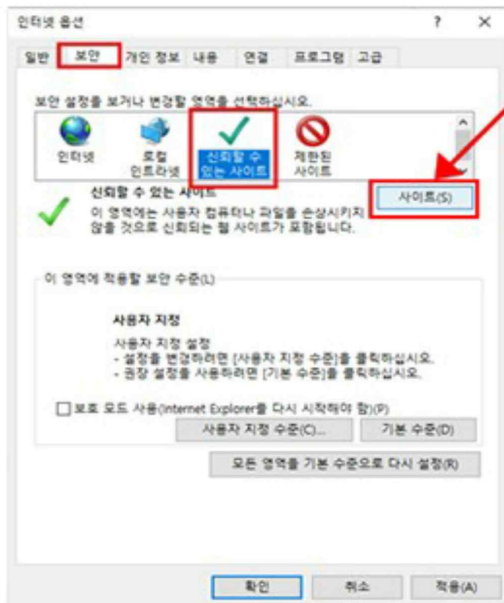 인터넷 옵션 ? ×
일반 보안 개인 정보 내용 연결 프로그램 고급
보안 설정을 보거나 변경할 영역을 선택하십시오.
인터넷
로컬
인트라넷
신뢰할 수
있는 사이트
제한된
사이트
신뢰할 수 있는 사이트
사이트(S)
이 영역에는 사용자 컴퓨터나 파일을 손상시키지
않을 것으로 신뢰되는 웹 사이트가 포함됩니다.
이 영역에 적용할 보안 수준(L)
사용자 지정
사용자 지정 설정
- 설정을 변경하려면 [사용자 지정 수준]을 클릭하십시오.
- 권장 설정을 사용하려면 [기본 수준]을 클릭하십시오.
보호 모드 사용(Internet Explorer를 다시 시작해야 함)(P)
사용자 지정 수준(C)... 기본 수준(D)
모든 영역을 기본 수준으로 다시 설정(R)
확인 취소 적용(A)